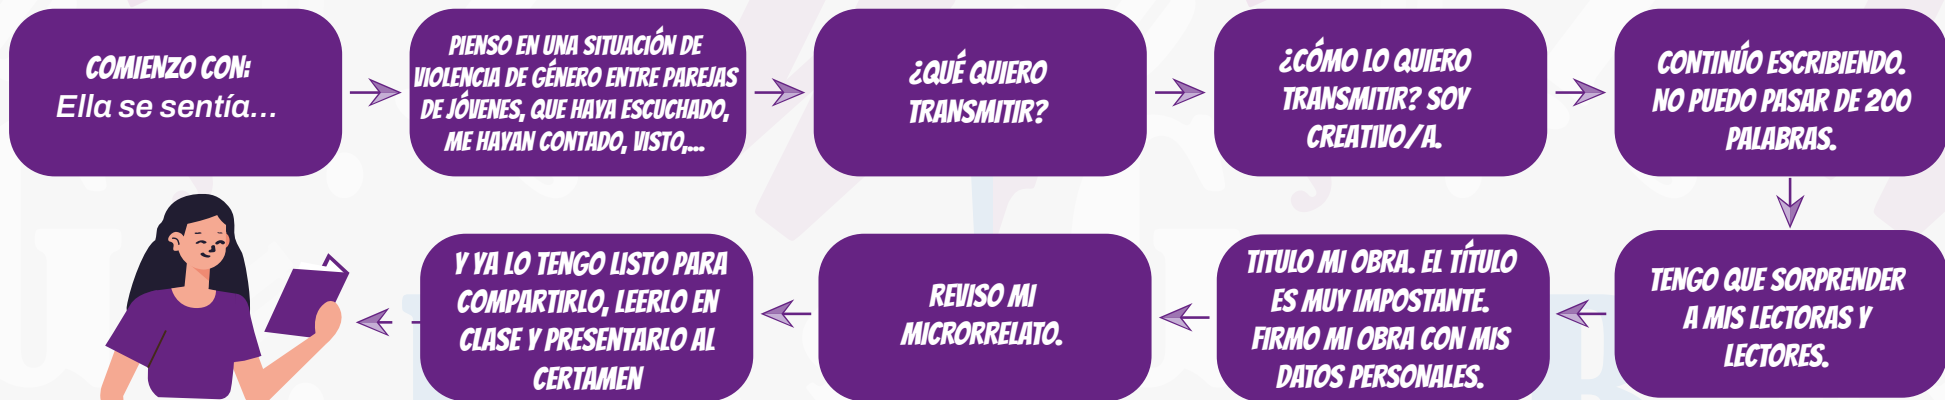 COMIENZO CON:
Ella se sentía...
PIENSO EN UNA SITUACIÓN DE
VIOLENCIA DE GÉNERO ENTRE PAREJAS
DE JÓVENES, QUE HAYA ESCUCHADO,
ME HAYAN CONTADO, VISTO,...
¿QUÉ QUIERO
TRANSMITIR?
¿CÓMO LO QUIERO
TRANSMITIR? SOY
CREATIVO/A.
CONTINÚO ESCRIBIENDO.
NO PUEDO PASAR DE 200
PALABRAS.
TENGO QUE SORPRENDER
A MIS LECTORAS Y
LECTORES.
TITULO MI OBRA. EL TÍTULO
ES MUY IMPOSTANTE.
FIRMO MI OBRA CON MIS
DATOS PERSONALES.
REVISO MI
MICRORRELATO.
Y YA LO TENGO LISTO PARA
COMPARTIRLO, LEERLO EN
CLASE Y PRESENTARLO AL
CERTAMEN